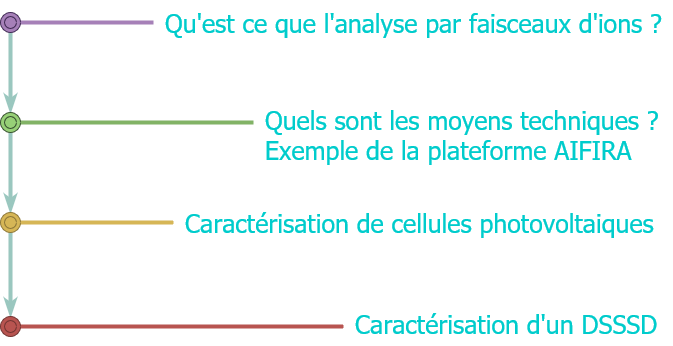 Qu'est ce que l'analyse par faisceaux d'ions ?
Quels sont les moyens techniques ?
Exemple de la plateforme AIFIRA
Caractérisation de cellules photovoltaiques
Caractérisation d'un DSSSD